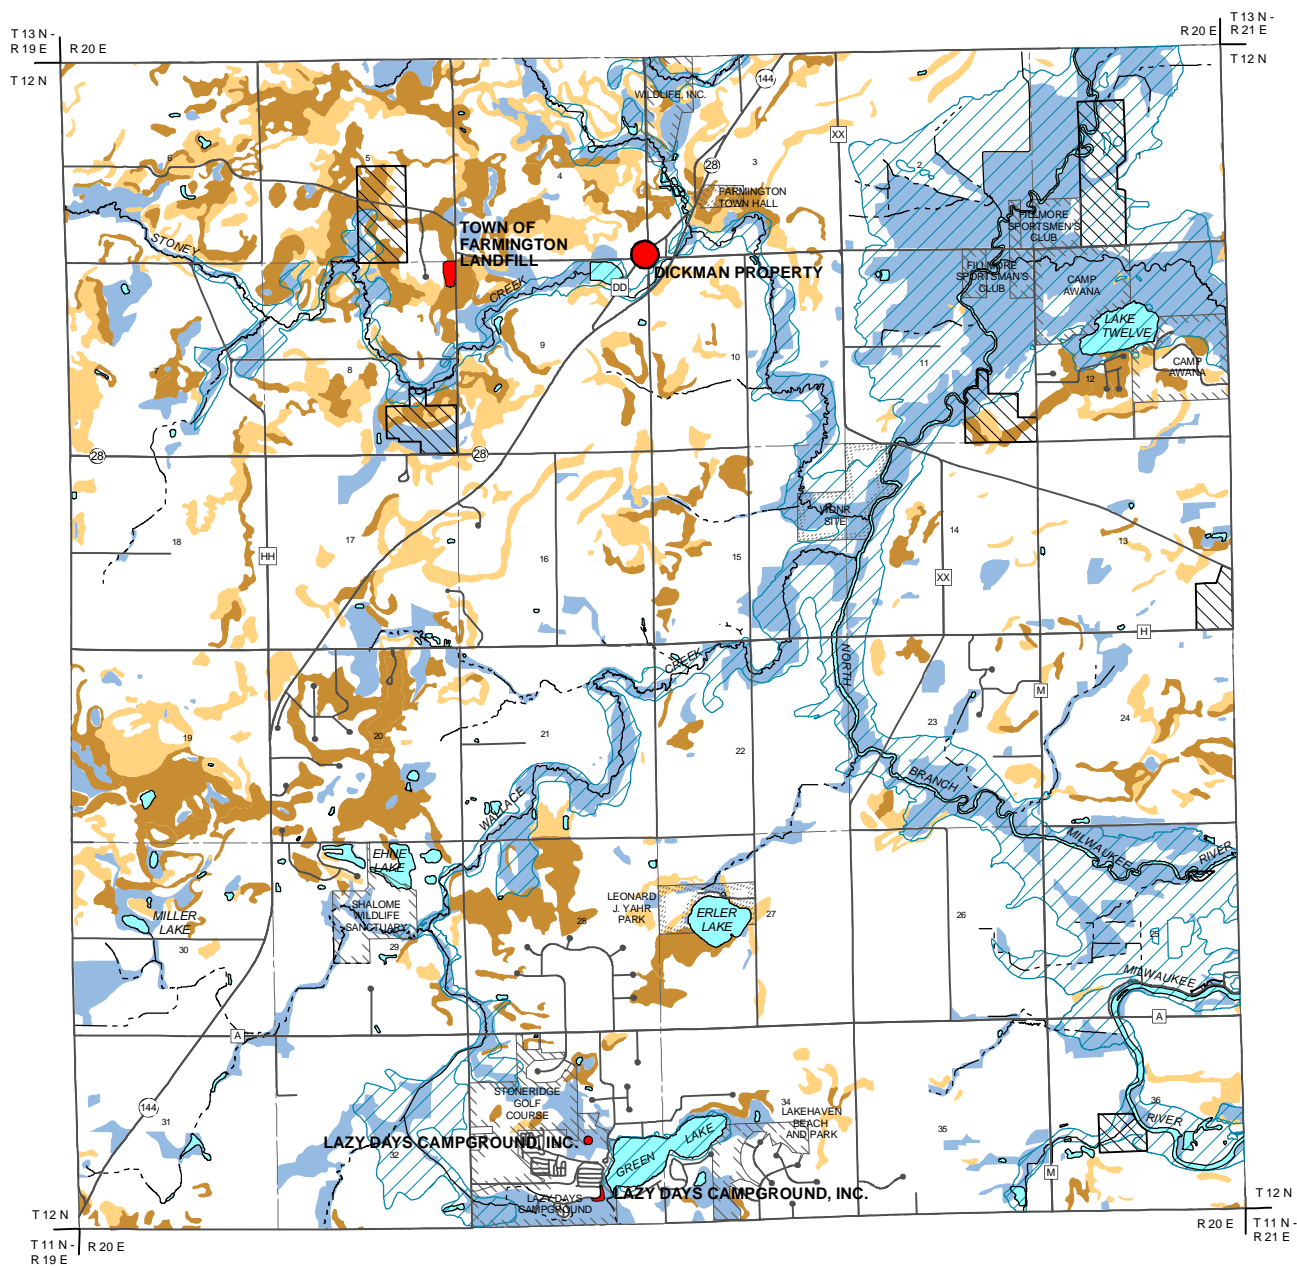 T 13 N -
R 19 E
R 20 E
T 12 N
R 20 E
T 13 N -
R 21 E
T 12 N
144
WILDLIFE, INC.
XX
6
5
4
28
3
2
FARMINGTON
TOWN HALL
TOWN OF
FARMINGTON
LANDFILL
STONEY
CREEK
DICKMAN PROPERTY
DD
FILLMORE
SPORTSMEN'S
CLUB
FILLMORE
SPORTSMAN'S
CLUB
CAMP
AWANA
LAKE
TWELVE
CAMP
AWANA
7
8
9
10
11
12
28
28
WDNR
SITE
18
17
16
15
14
13
HH
XX
H
CREEK
NORTH
M
19
20
21
22
23
24
WALLACE
BRANCH
MILWAUKEE
RIVER
EHNE
LAKE
MILLER
LAKE
SHALOME
WILDLIFE
SANCTUARY
LEONARD
J. YAHR
PARK
ERLER
LAKE
30
29
28
27
26
25
MILWAUKEE
A
A
144
31
32
STONERIDGE
GOLF
COURSE
34
LAKEHAVEN
BEACH
AND PARK
35
36
RIVER
LAZY DAYS CAMPGROUND, INC.
GREEN
LAKE
M
LAZY DAYS CAMPGROUND, INC.
LAZY DAYS
CAMPGROUND
T 12 N
T 11 N -
R 19 E
R 20 E
T 12 N
R 20 E
T 11 N -
R 21 E